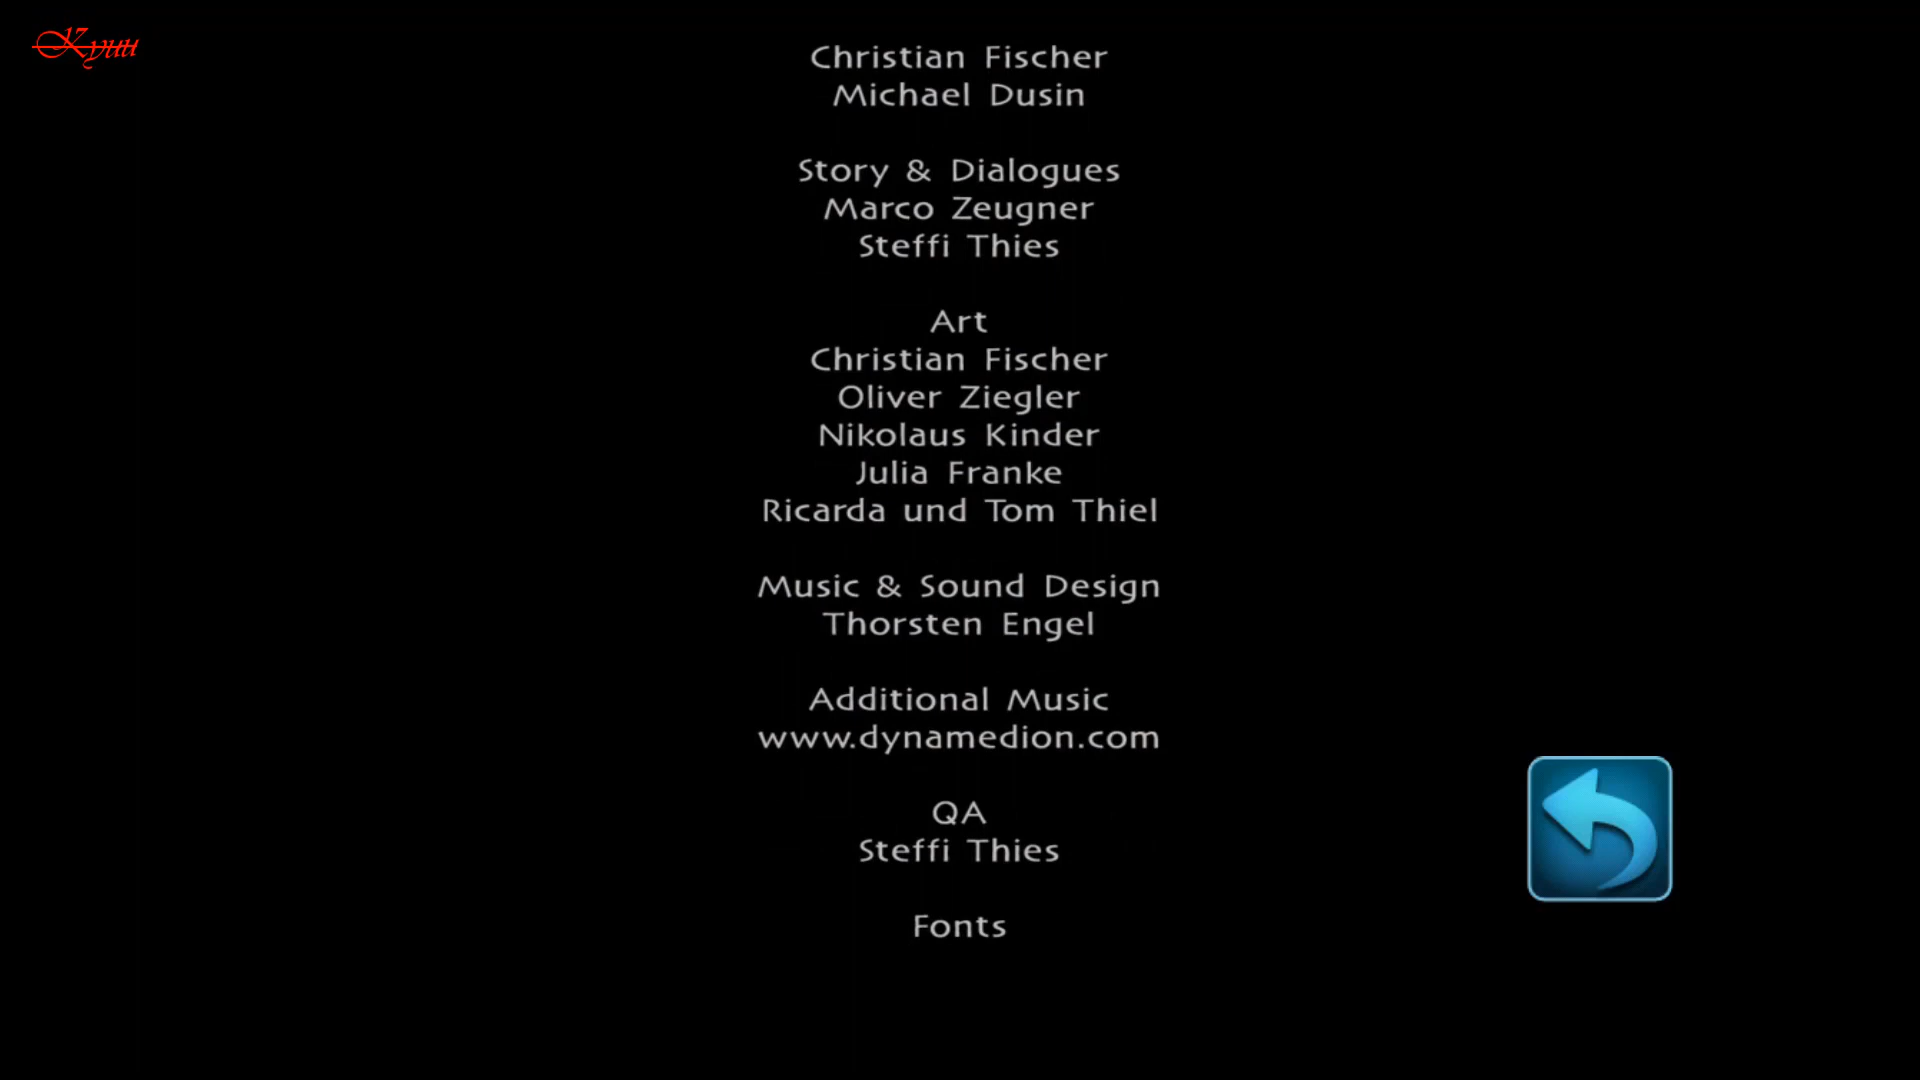 Christian Fischer
Michael Dusin
Story & Dialogues
Marco Zeugner
Steffi Thies
Art
Christian Fischer
Oliver Ziegler
Nikolaus Kinder
Julia Franke
Ricarda und Tom Thiel
Music & Sound Design
Thorsten Engel
Additional Music
www.dynamedion.com
QA
Steffi Thies
Fonts